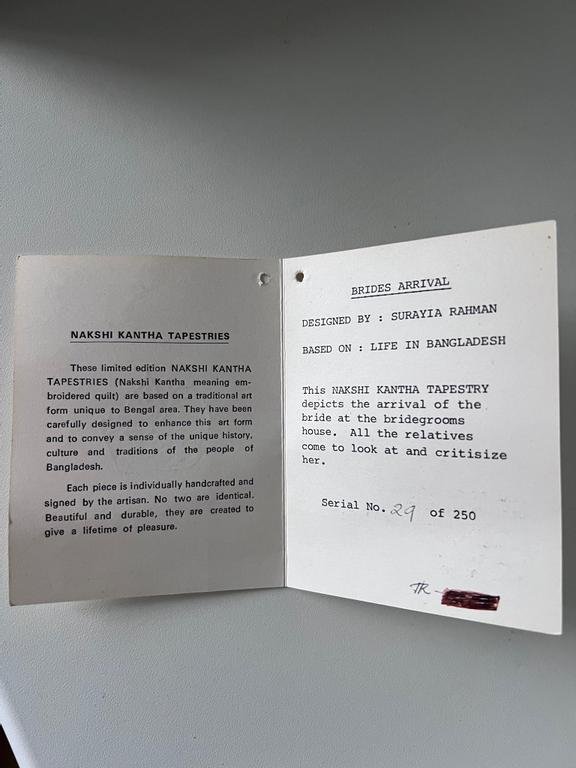 NAKSHI KANTHA TAPESTRIES
These limited edition NAKSHI KANTHA
TAPESTRIES (Nakshi Kantha meaning em-
broidered quilt) are based on a traditional art
form unique to Bengal area. They have been
carefully designed to enhance this art form
and to convey a sense of the unique history,
culture and traditions of the people of
Bangladesh.
Each piece is individually handcrafted and
signed by the artisan. No two are identical.
Beautiful and durable, they are created to
give a lifetime of pleasure.
BRIDES ARRIVAL
DESIGNED BY : SURAYIA RAHMAN
BASED ON : LIFE IN BANGLADESH
This NAKSHI KANTHA TAPESTRY
depicts the arrival of the
bride at the bridegrooms
house. All the relatives
come to look at and critisize
her.
Serial No. 29 of 250